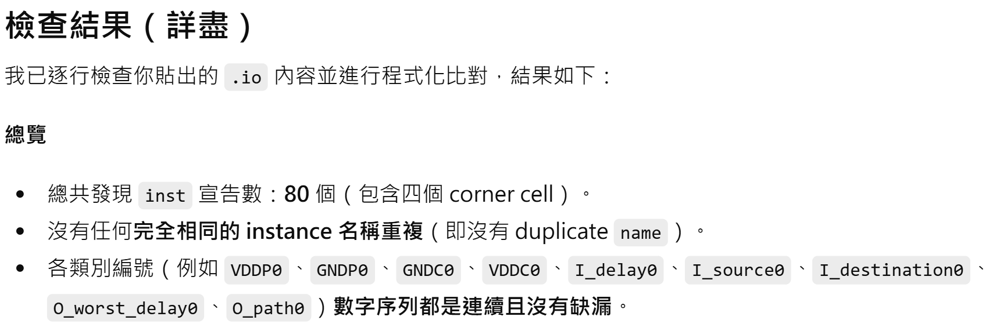 檢查結果（詳盡）
我已逐行檢查你貼出的 .io 內容並進行程式化比對，結果如下：
總覽
• 總共發現 inst 宣告數：80 個（包含四個 corner cell）。
• 沒有任何完全相同的 instance 名稱重複（即沒有 duplicate name）。
• 各類別編號（例如 VDDP0、GNDP0、GNDC0、VDDC0、I_delay0、I_source0、I_destination0、
O_worst_delay0、O_path0）數字序列都是連續且沒有缺漏。